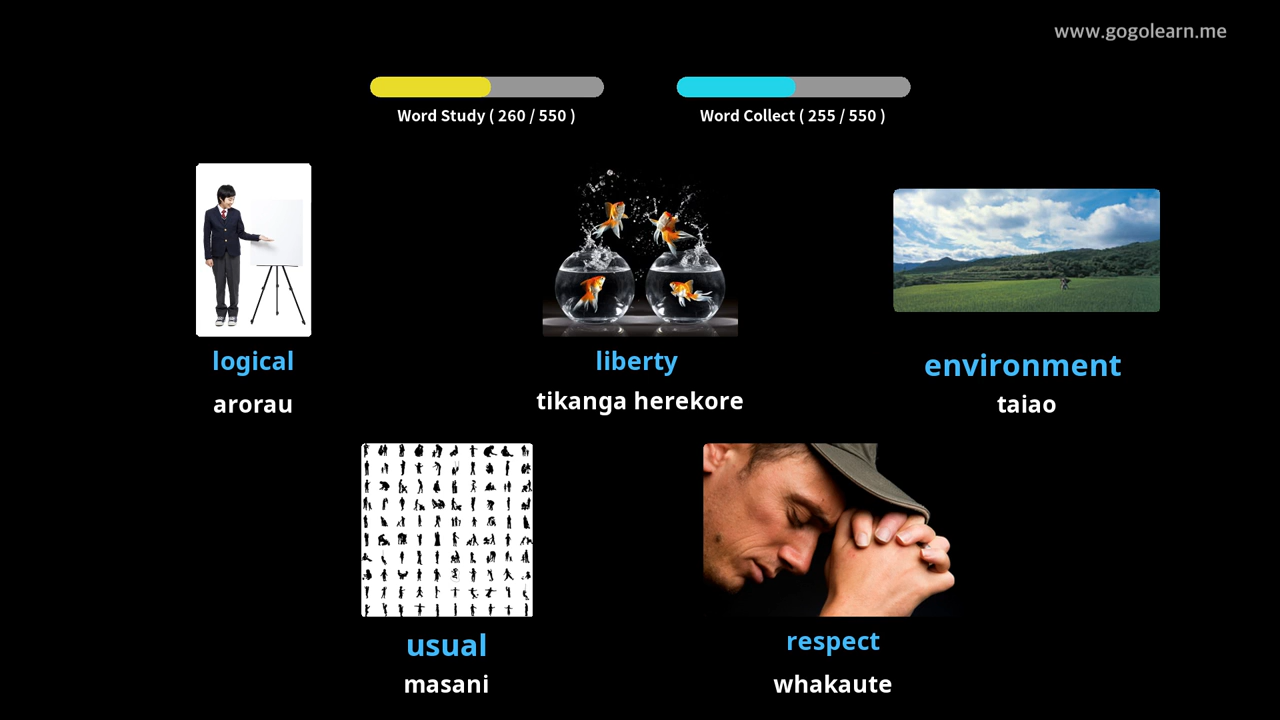 www.gogolearn.me
Word Study ( 260 / 550 )
Word Collect ( 255 / 550 )
logical
arorau
liberty
tikanga herekore
environment
taiao
usual
masani
respect
whakaute